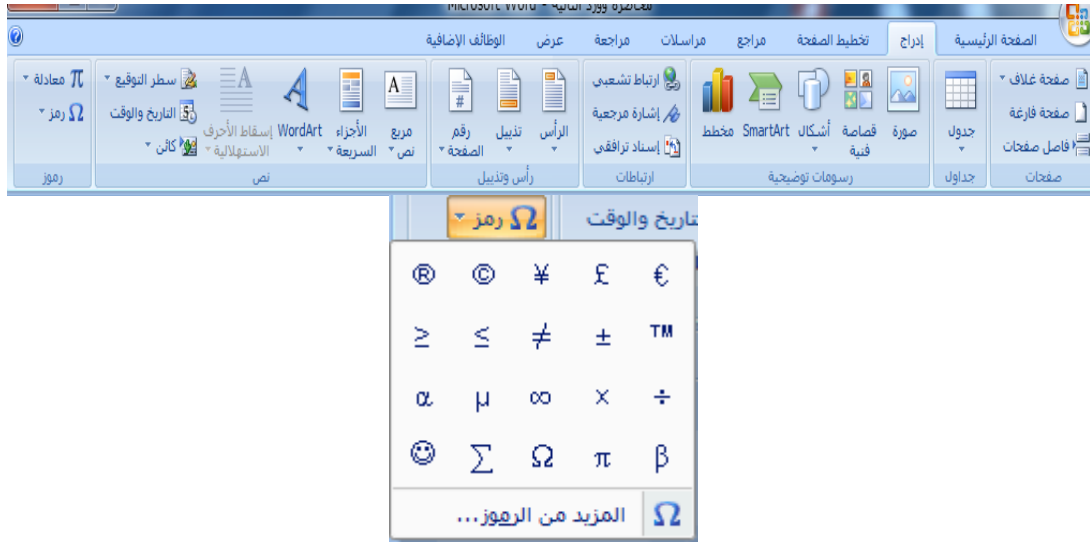 محاضرة وورد الثانية - Microsoft Word
الصفحة الرئيسية إدراج تخطيط الصفحة مراجع مراسلات مراجعة عرض الوظائف الإضافية
صفحة غلاف
صفحة فارغة
فاصل صفحات
صفحات
جدول
جداول
صورة
قصاصة فنية
أشكال
SmartArt
مخطط
رسومات توضيحية
ارتباط تشعبي
إشارة مرجعية
إسناد ترافقي
ارتباطات
الرأس
تذييل
رقم الصفحة
رأس وتذييل
مربع نص
الأجزاء السريعة
WordArt
إسقاط الأحرف الاستهلالية
سطر التوقيع
التاريخ والوقت
كائن
نص
π معادلة
Ω رمز
رموز
تاريخ والوقت Ω رمز
€ £ ¥ © ®
™ ± ≠ ≤ ≥
÷ × ∞ µ α
β π Ω ∑ ☺
Ω المزيد من الرموز...